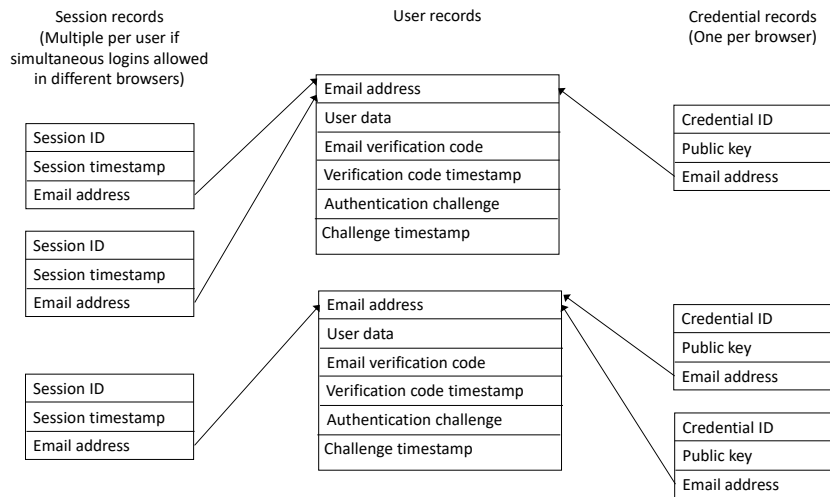 Session records
(Multiple per user if
simultaneous logins allowed
in different browsers)
User records
Credential records
(One per browser)
Session ID
Session timestamp
Email address
Session ID
Session timestamp
Email address
Session ID
Session timestamp
Email address
Email address
User data
Email verification code
Verification code timestamp
Authentication challenge
Challenge timestamp
Email address
User data
Email verification code
Verification code timestamp
Authentication challenge
Challenge timestamp
Credential ID
Public key
Email address
Credential ID
Public key
Email address
Credential ID
Public key
Email address